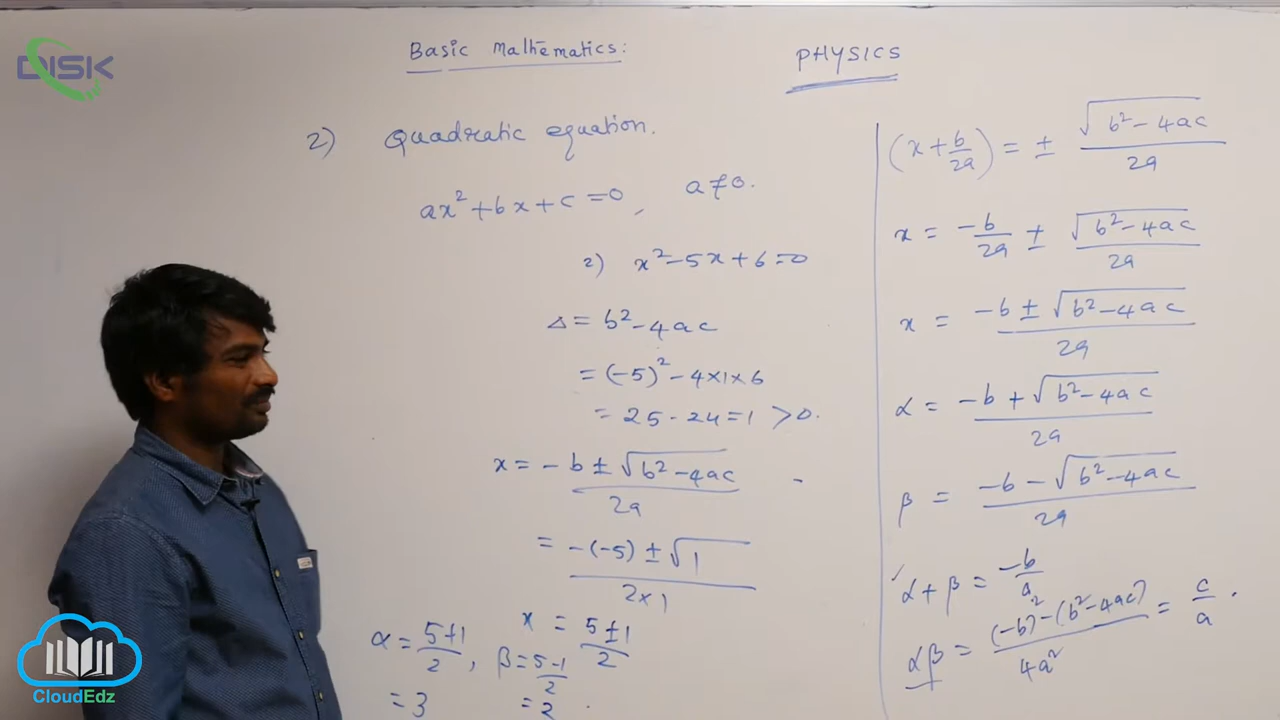 DISK TV
Basic Mathematics:
PHYSICS
2) Quadratic equation.
ax²+bx+c=0, a≠0.
2) x²-5x+6=0
Δ= b²-4ac
= (-5)²-4×1×6
= 25-24=1 >0.
x= -b ± √b²-4ac / 2a
= -(-5) ± √1 / 2×1
x = 5±1 / 2
α = 5+1 / 2, β = 5-1 / 2
= 3 = 2.
(x+b/2a) = ± √b²-4ac / 2a
x = -b/2a ± √b²-4ac / 2a
x = -b ± √b²-4ac / 2a
α = -b + √b²-4ac / 2a
β = -b - √b²-4ac / 2a
α+β = -b/a
αβ = (-b)²-(b²-4ac) / 4a² = c/a.
CloudEdz